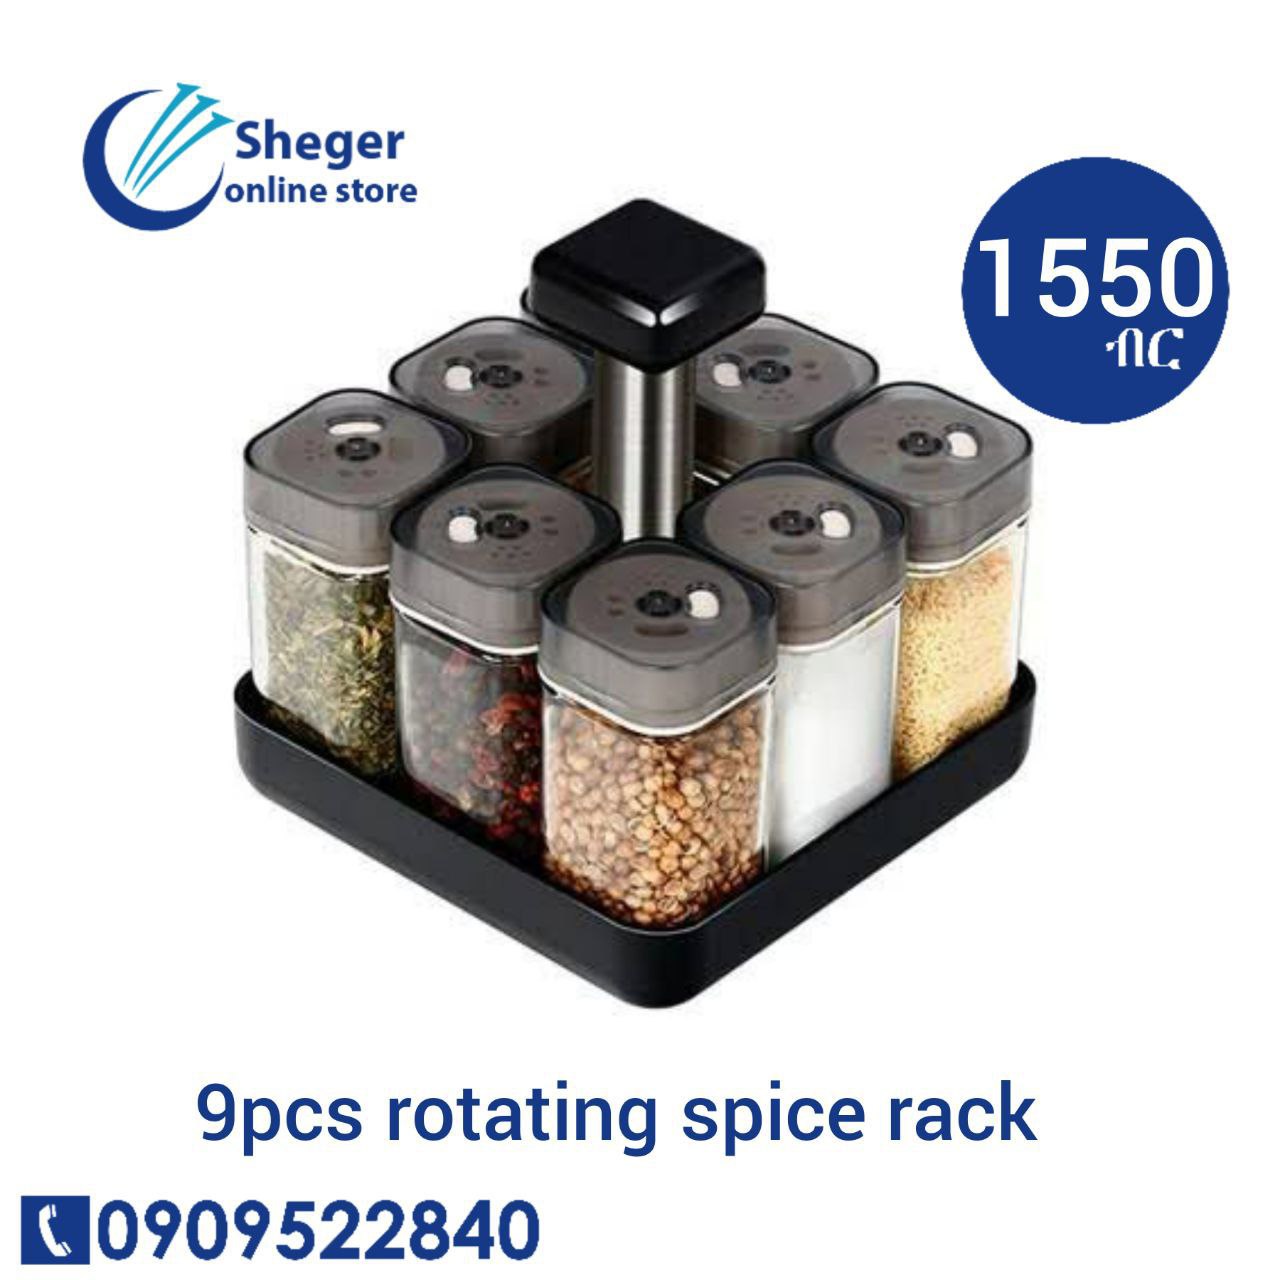 Sheger
online store
1550
ብር
9pcs rotating spice rack
0909522840